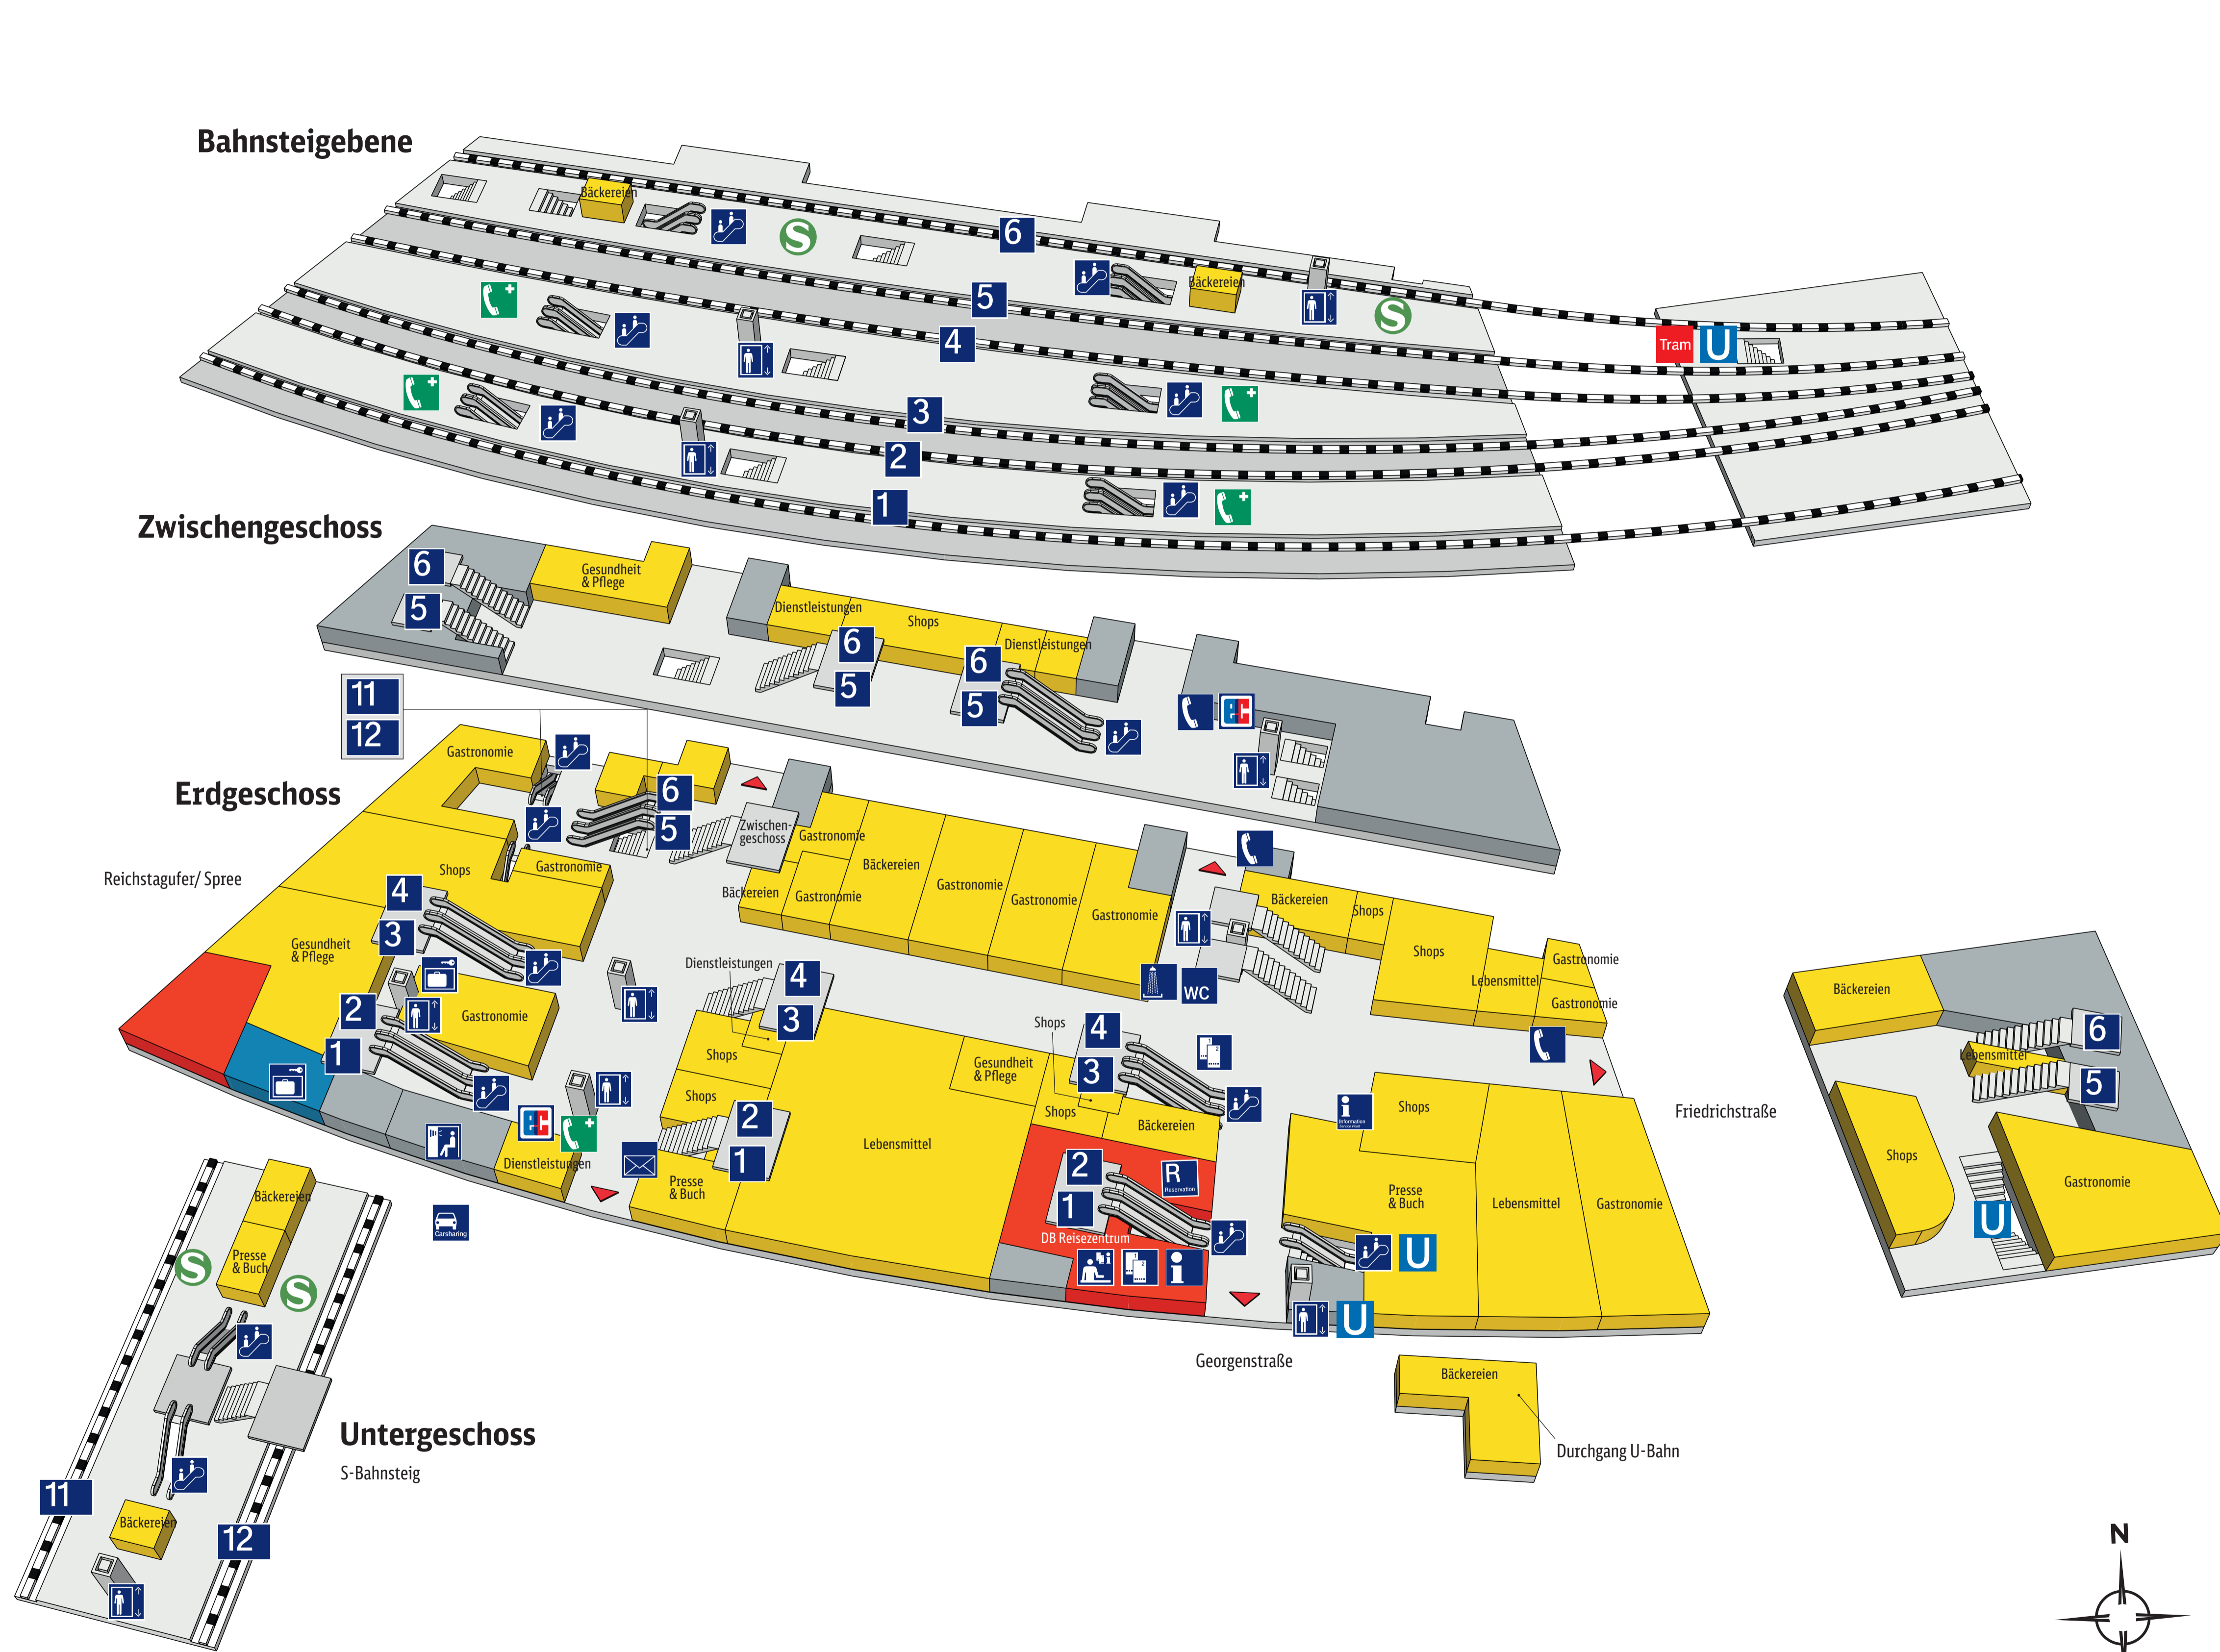 Bahnsteigebene
Bäckereien
S
6
5
Bäckereien
S
4
3
2
1
Tram
U
Zwischengeschoss
6
5
Gesundheit
& Pflege
Dienstleistungen
Shops
Dienstleistungen
6
5
6
5
ec
11
12
Erdgeschoss
Reichstagufer/ Spree
Gastronomie
6
5
Zwischen-
geschoss
Shops
Gastronomie
4
3
Gesundheit
& Pflege
2
1
Gastronomie
ec
Dienstleistungen
Carsharing
Gastronomie
Bäckereien
Bäckereien
Gastronomie
Gastronomie
Gastronomie
Gastronomie
Dienstleistungen
4
3
Shops
Shops
2
1
Presse
& Buch
Lebensmittel
Gesundheit
& Pflege
Shops
Shops
4
3
Bäckereien
2
1
R
Reservation
DB Reisezentrum
i
WC
Bäckereien
Shops
Shops
Lebensmittel
Gastronomie
Gastronomie
i
Information
Service Point
Shops
Presse
& Buch
Lebensmittel
Gastronomie
U
U
Georgenstraße
Friedrichstraße
Bäckereien
6
Lebensmittel
5
Shops
U
Gastronomie
Bäckereien
Durchgang U-Bahn
Bäckereien
Presse
& Buch
S
S
Untergeschoss
S-Bahnsteig
11
Bäckereien
12
N